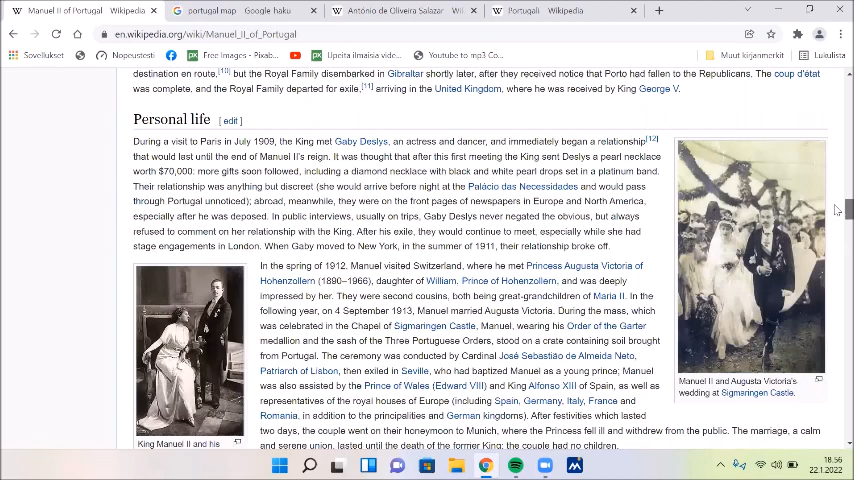 Manuel II of Portugal - Wikipedia
portugal map - Google-haku
António de Oliveira Salazar - Wi
Portugali – Wikipedia
en.wikipedia.org/wiki/Manuel_II_of_Portugal
Sovellukset
Nopeustesti
Free Images - Pixab...
Upeita ilmaisia vide...
Youtube to mp3 Co...
Muut kirjanmerkit
Lukulista
destination en route,[10] but the Royal Family disembarked in Gibraltar shortly later, after they received notice that Porto had fallen to the Republicans. The coup d'état
was complete, and the Royal Family departed for exile,[11] arriving in the United Kingdom, where he was received by King George V.
Personal life [ edit ]
During a visit to Paris in July 1909, the King met Gaby Deslys, an actress and dancer, and immediately began a relationship[12]
that would last until the end of Manuel II's reign. It was thought that after this first meeting the King sent Deslys a pearl necklace
worth $70,000: more gifts soon followed, including a diamond necklace with black and white pearl drops set in a platinum band.
Their relationship was anything but discreet (she would arrive before night at the Palácio das Necessidades and would pass
through Portugal unnoticed); abroad, meanwhile, they were on the front pages of newspapers in Europe and North America,
especially after he was deposed. In public interviews, usually on trips, Gaby Deslys never negated the obvious, but always
refused to comment on her relationship with the King. After his exile, they would continue to meet, especially while she had
stage engagements in London. When Gaby moved to New York, in the summer of 1911, their relationship broke off.
In the spring of 1912, Manuel visited Switzerland, where he met Princess Augusta Victoria of
Hohenzollern (1890–1966), daughter of William, Prince of Hohenzollern, and was deeply
impressed by her. They were second cousins, both being great-grandchildren of Maria II. In the
following year, on 4 September 1913, Manuel married Augusta Victoria. During the mass, which
was celebrated in the Chapel of Sigmaringen Castle, Manuel, wearing his Order of the Garter
medallion and the sash of the Three Portuguese Orders, stood on a crate containing soil brought
from Portugal. The ceremony was conducted by Cardinal José Sebastião de Almeida Neto,
Patriarch of Lisbon, then exiled in Seville, who had baptized Manuel as a young prince; Manuel
was also assisted by the Prince of Wales (Edward VIII) and King Alfonso XIII of Spain, as well as
representatives of the royal houses of Europe (including Spain, Germany, Italy, France and
Romania, in addition to the principalities and German kingdoms). After festivities which lasted
two days, the couple went on their honeymoon to Munich, where the Princess fell ill and withdrew from the public. The marriage, a calm
and serene union, lasted until the death of the former King; the couple had no children.
Manuel II and Augusta Victoria's
wedding at Sigmaringen Castle.
King Manuel II and his
18.56
22.1.2022